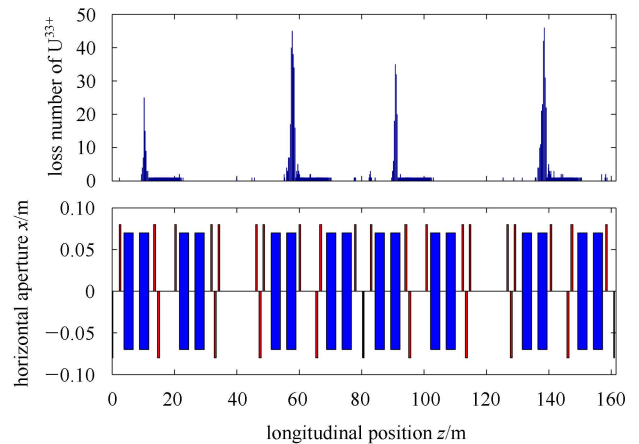 50
40
30
20
10
0
loss number of U³³⁺
0.10
0.05
0
−0.05
−0.10
horizontal aperture x/m
0 20 40 60 80 100 120 140 160
longitudinal position z/m